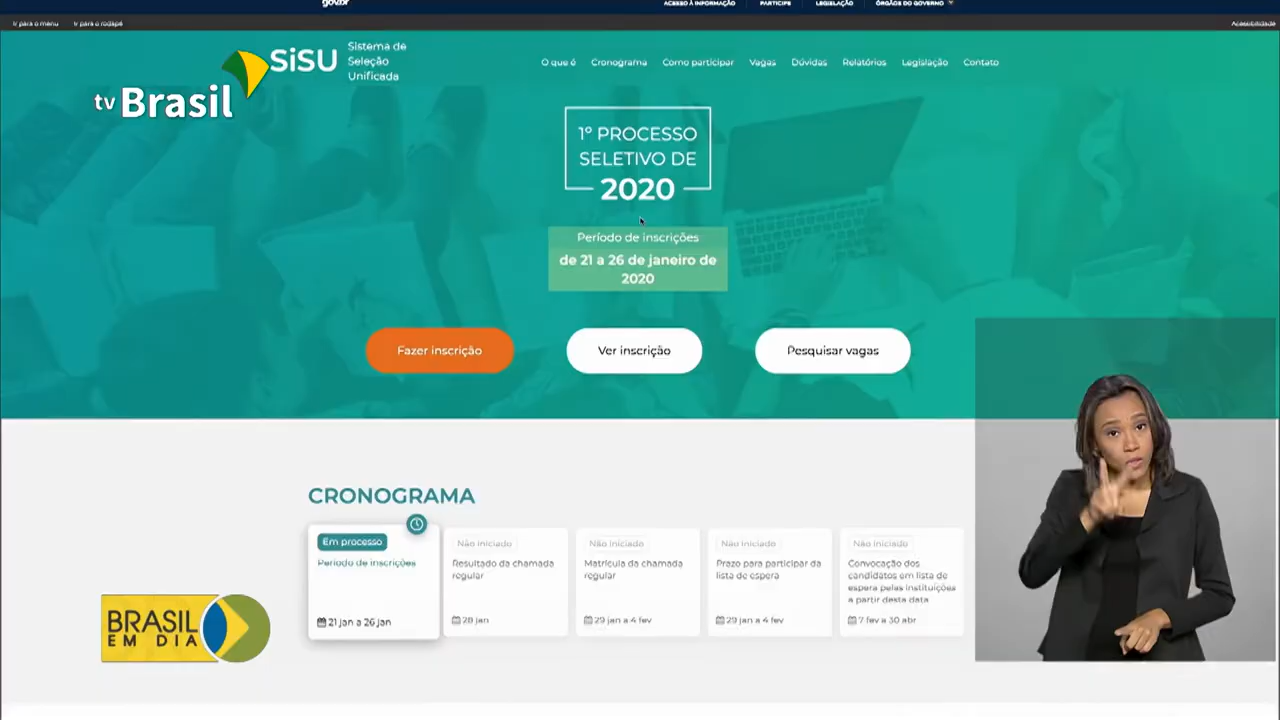 gov.br
ACESSO À INFORMAÇÃO PARTICIPE LEGISLAÇÃO ÓRGÃOS DO GOVERNO
Ir para o menu Ir para o rodapé Acessibilidade
SiSU Sistema de
Seleção
Unificada
O que é Cronograma Como participar Vagas Dúvidas Relatórios Legislação Contato
tv Brasil
1º PROCESSO
SELETIVO DE
2020
Período de inscrições
de 21 a 26 de janeiro de
2020
Fazer inscrição Ver inscrição Pesquisar vagas
CRONOGRAMA
Em processo
Período de inscrições
21 jan a 26 jan
Não iniciado
Resultado da chamada
regular
28 jan
Não iniciado
Matrícula da chamada
regular
29 jan a 4 fev
Não iniciado
Prazo para participar da
lista de espera
29 jan a 4 fev
Não iniciado
Convocação dos
candidatos em lista de
espera pelas instituições
a partir desta data
7 fev a 30 abr
BRASIL
EM DIA